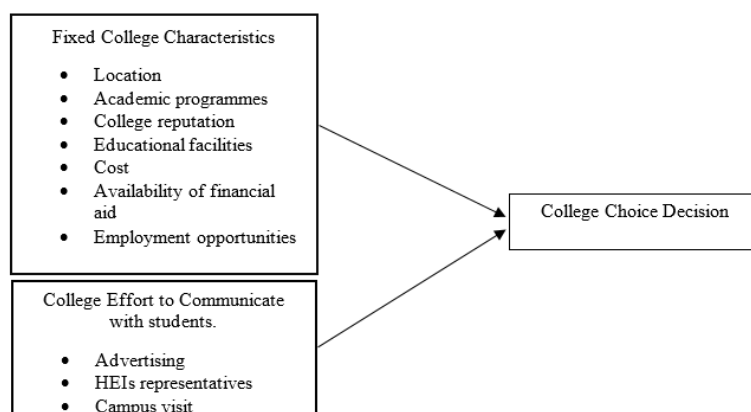 Fixed College Characteristics
• Location
• Academic programmes
• College reputation
• Educational facilities
• Cost
• Availability of financial
aid
• Employment opportunities
College Choice Decision
College Effort to Communicate
with students.
• Advertising
• HEIs representatives
• Campus visit